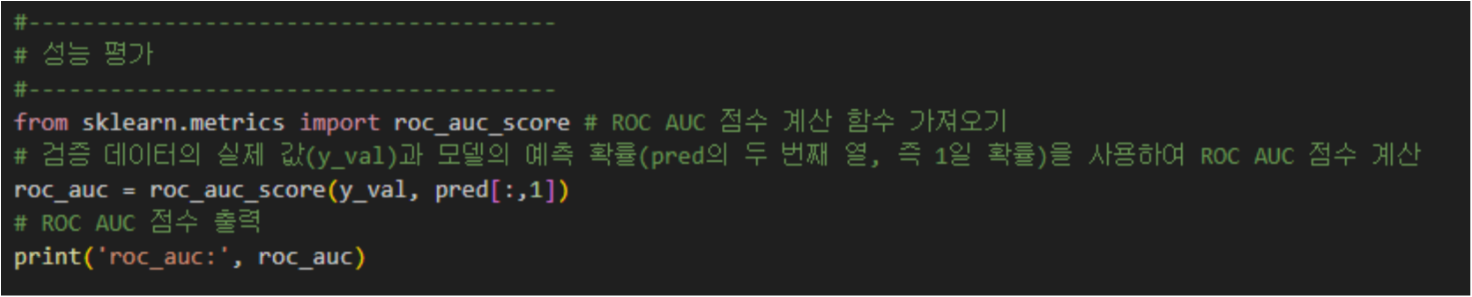 #---------------------------------------
# 성능 평가
#---------------------------------------
from sklearn.metrics import roc_auc_score # ROC AUC 점수 계산 함수 가져오기
# 검증 데이터의 실제 값(y_val)과 모델의 예측 확률(pred의 두 번째 열, 즉 1일 확률)을 사용하여 ROC AUC 점수 계산
roc_auc = roc_auc_score(y_val, pred[:,1])
# ROC AUC 점수 출력
print('roc_auc:', roc_auc)